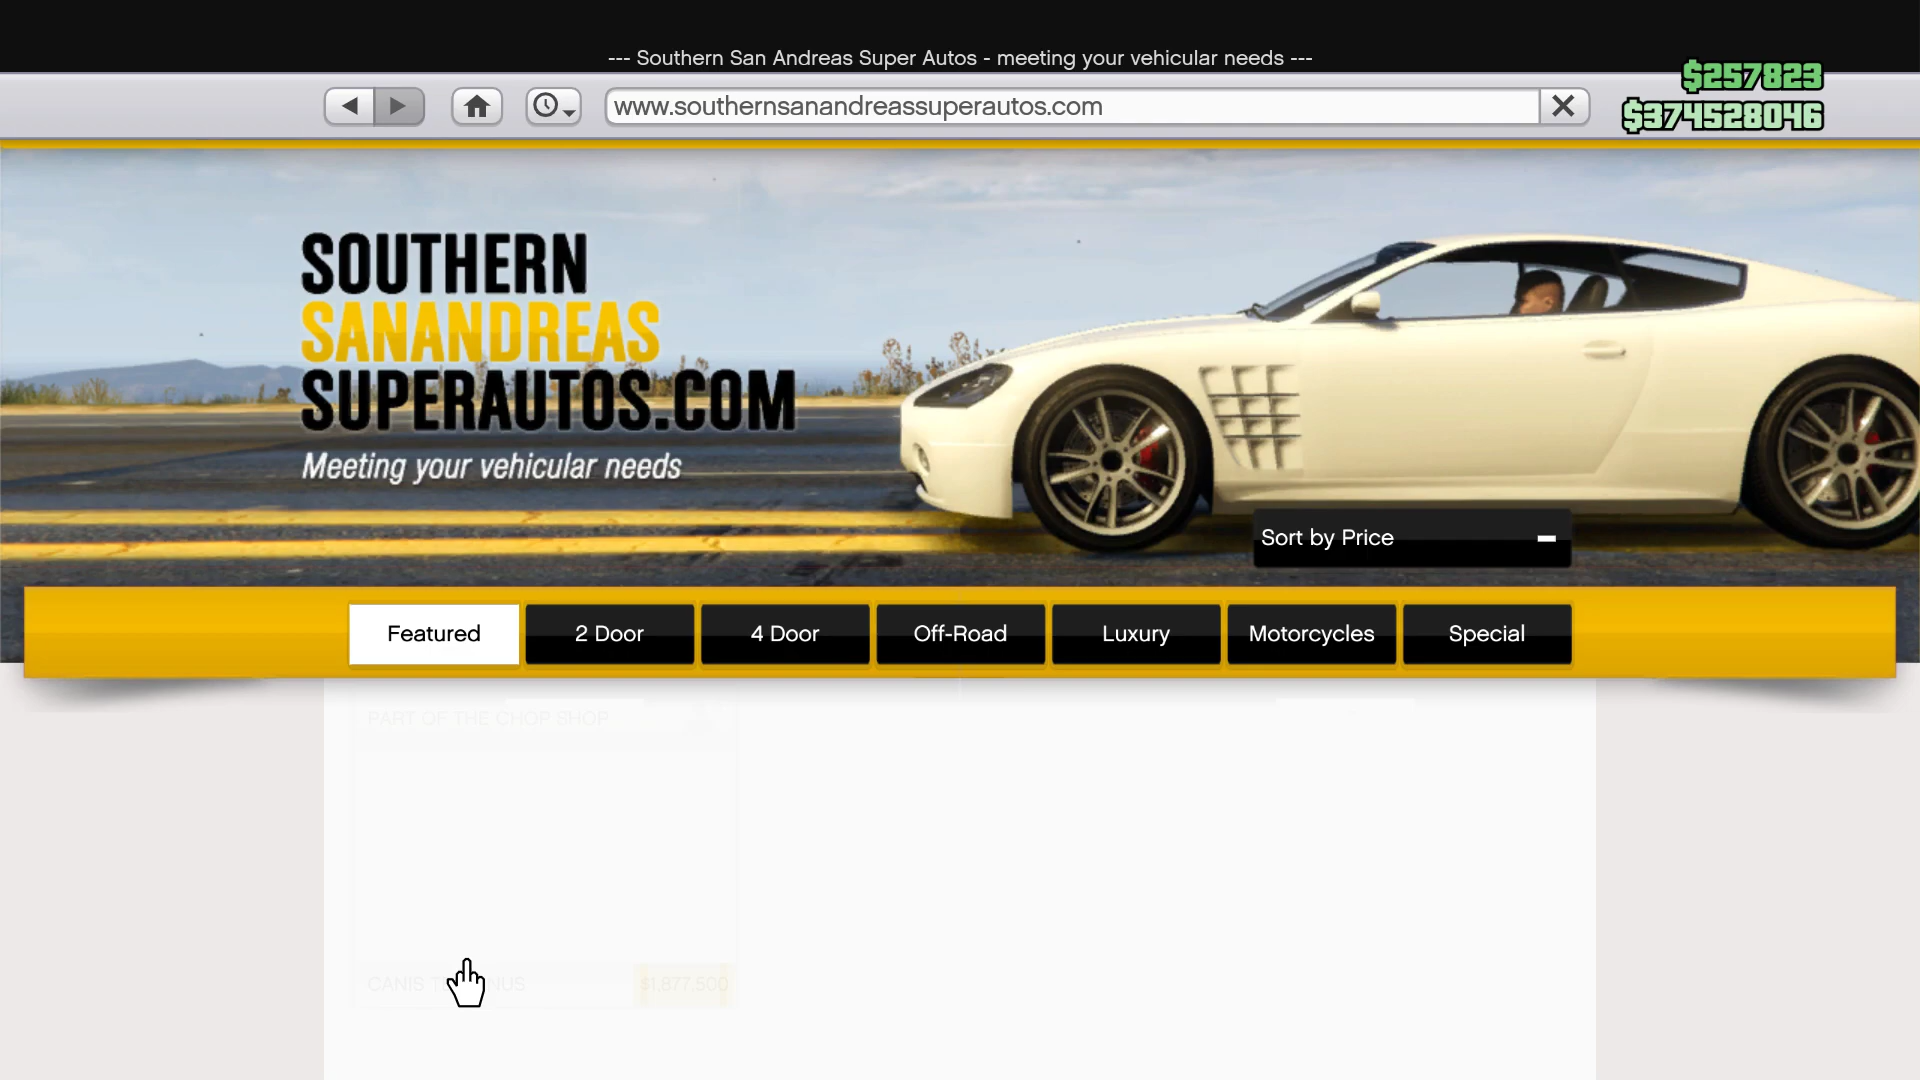 --- Southern San Andreas Super Autos - meeting your vehicular needs ---
$257823
www.southernsanandreassuperautos.com
$374528046
SOUTHERN
SANANDREAS
SUPERAUTOS.COM
Meeting your vehicular needs
Sort by Price
Featured
2 Door
4 Door
Off-Road
Luxury
Motorcycles
Special
PART OF THE CHOP SHOP
CANIS
$1,877,500